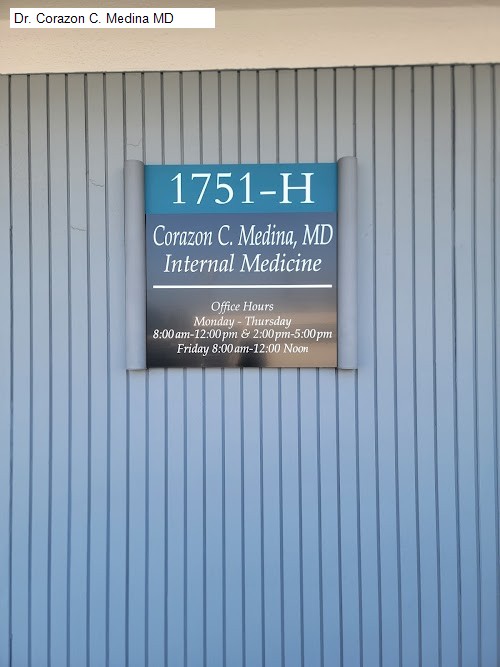 Dr. Corazon C. Medina MD
1751-H
Corazon C. Medina, MD
Internal Medicine
Office Hours
Monday - Thursday
8:00 am-12:00 pm & 2:00 pm-5:00 pm
Friday 8:00 am-12:00 Noon